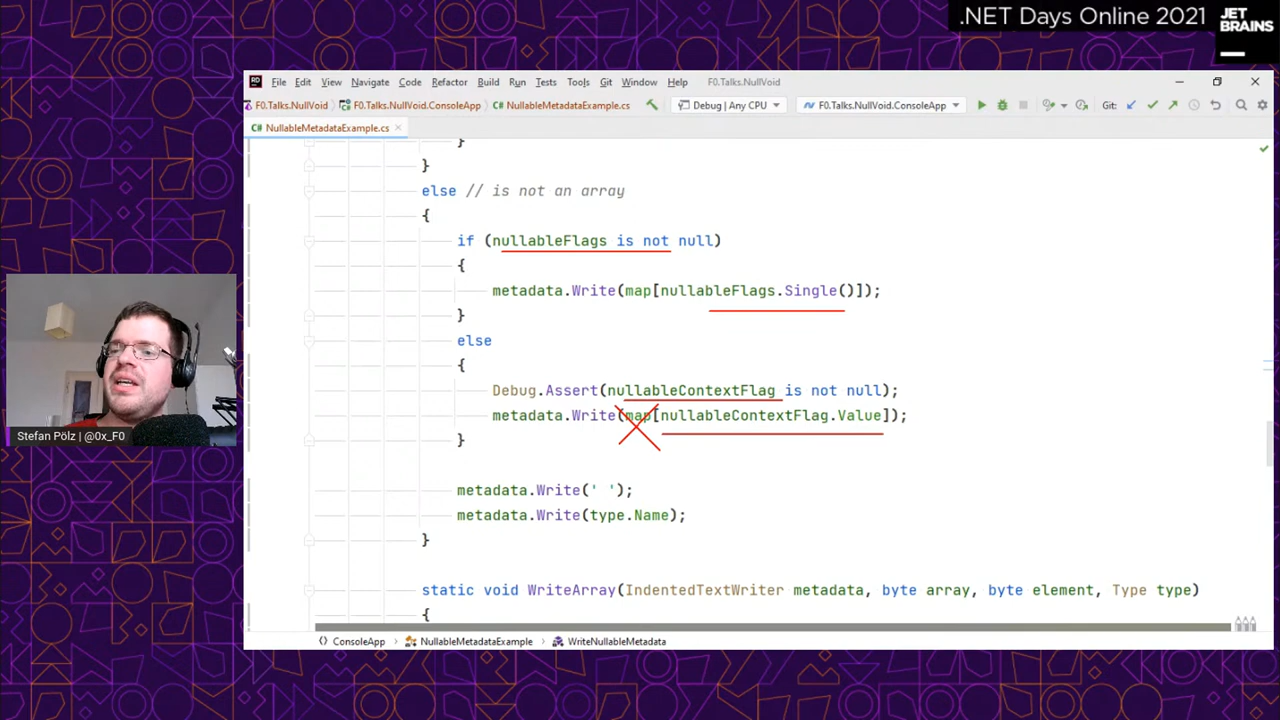 .NET Days Online 2021
JET
BRAINS
RD File Edit View Navigate Code Refactor Build Run Tests Tools Git Window Help F0.Talks.NullVoid
F0.Talks.NullVoid F0.Talks.NullVoid.ConsoleApp NullableMetadataExample.cs Debug | Any CPU F0.Talks.NullVoid.ConsoleApp Git:
C# NullableMetadataExample.cs
}
}
else // is not an array
{
if (nullableFlags is not null)
{
metadata.Write(map[nullableFlags.Single()]);
}
else
{
Debug.Assert(nullableContextFlag is not null);
metadata.Write(map[nullableContextFlag.Value]);
}
metadata.Write(' ');
metadata.Write(type.Name);
}
static void WriteArray(IndentedTextWriter metadata, byte array, byte element, Type type)
{
ConsoleApp NullableMetadataExample WriteNullableMetadata
Stefan Pölz | @0x_F0